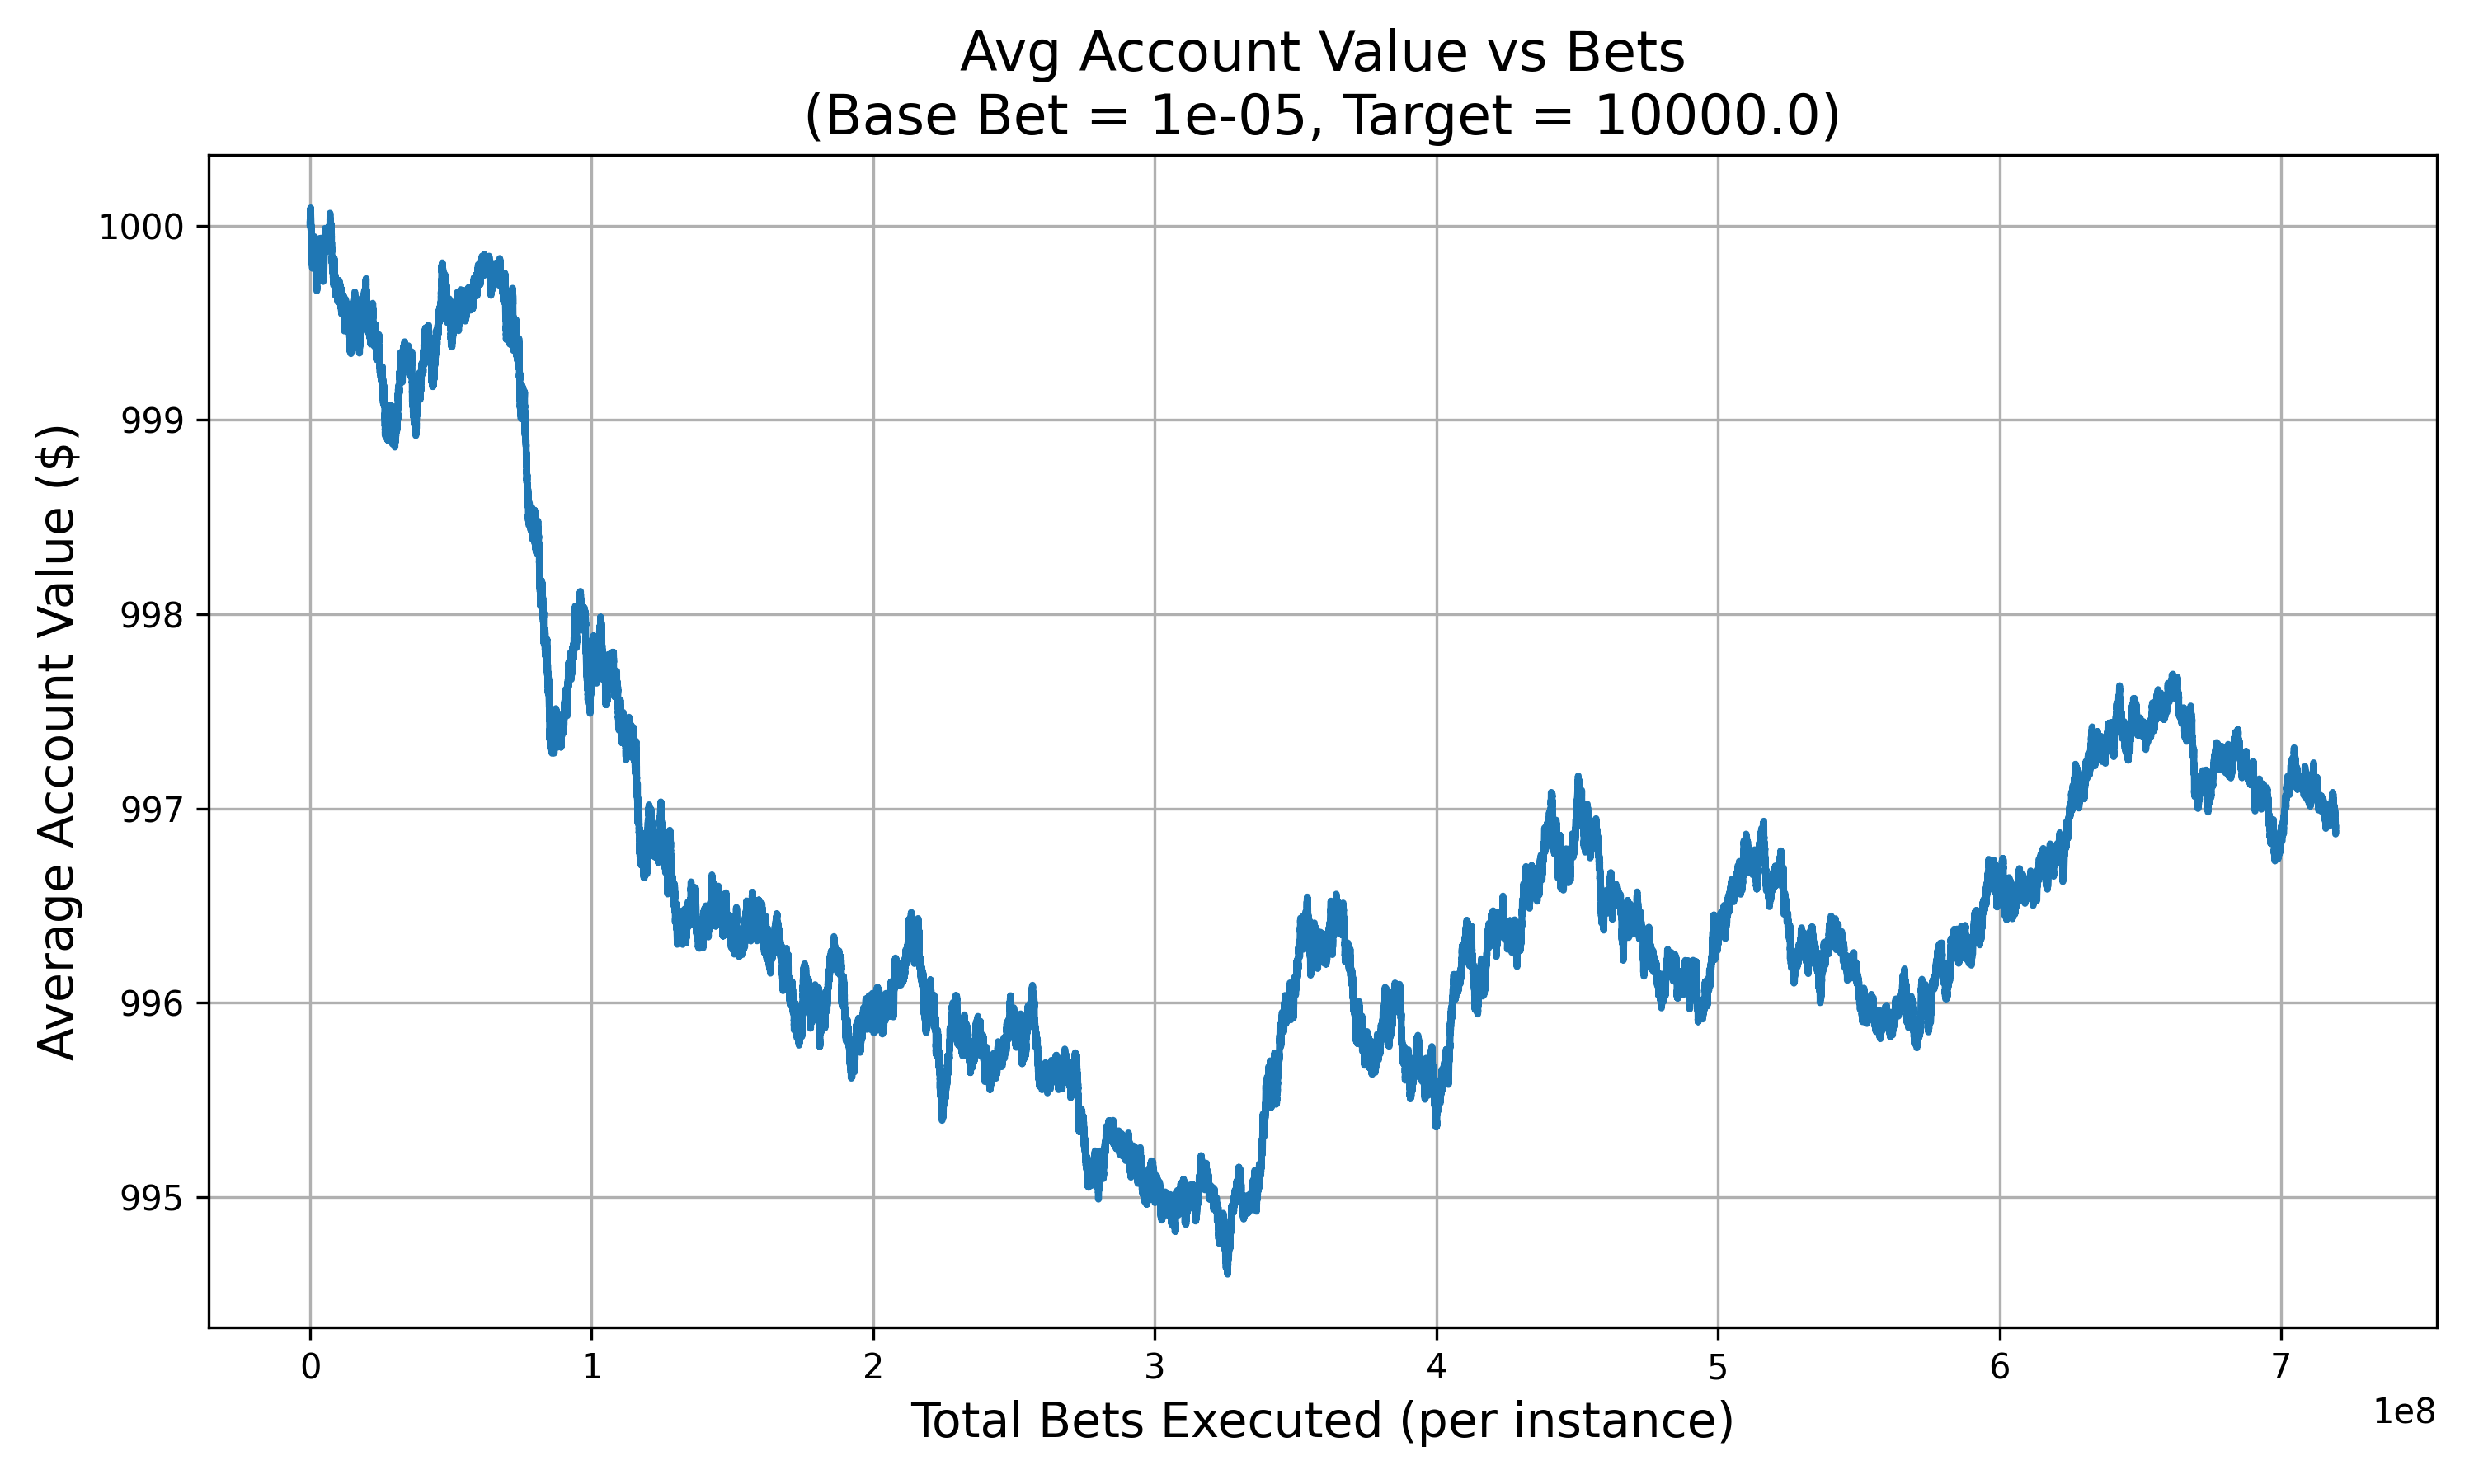 Avg Account Value vs Bets
(Base Bet = 1e-05, Target = 10000.0)
Average Account Value ($)
1000
999
998
997
996
995
0 1 2 3 4 5 6 7
1e8
Total Bets Executed (per instance)